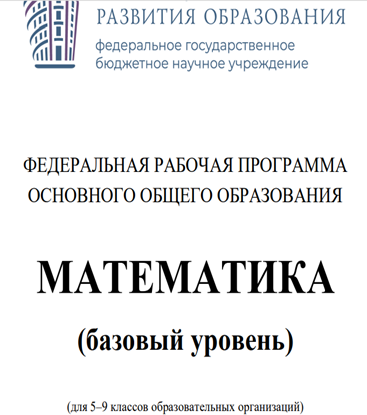 РАЗВИТИЯ ОБРАЗОВАНИЯ
федеральное государственное
бюджетное научное учреждение
ФЕДЕРАЛЬНАЯ РАБОЧАЯ ПРОГРАММА
ОСНОВНОГО ОБЩЕГО ОБРАЗОВАНИЯ
МАТЕМАТИКА
(базовый уровень)
(для 5–9 классов образовательных организаций)